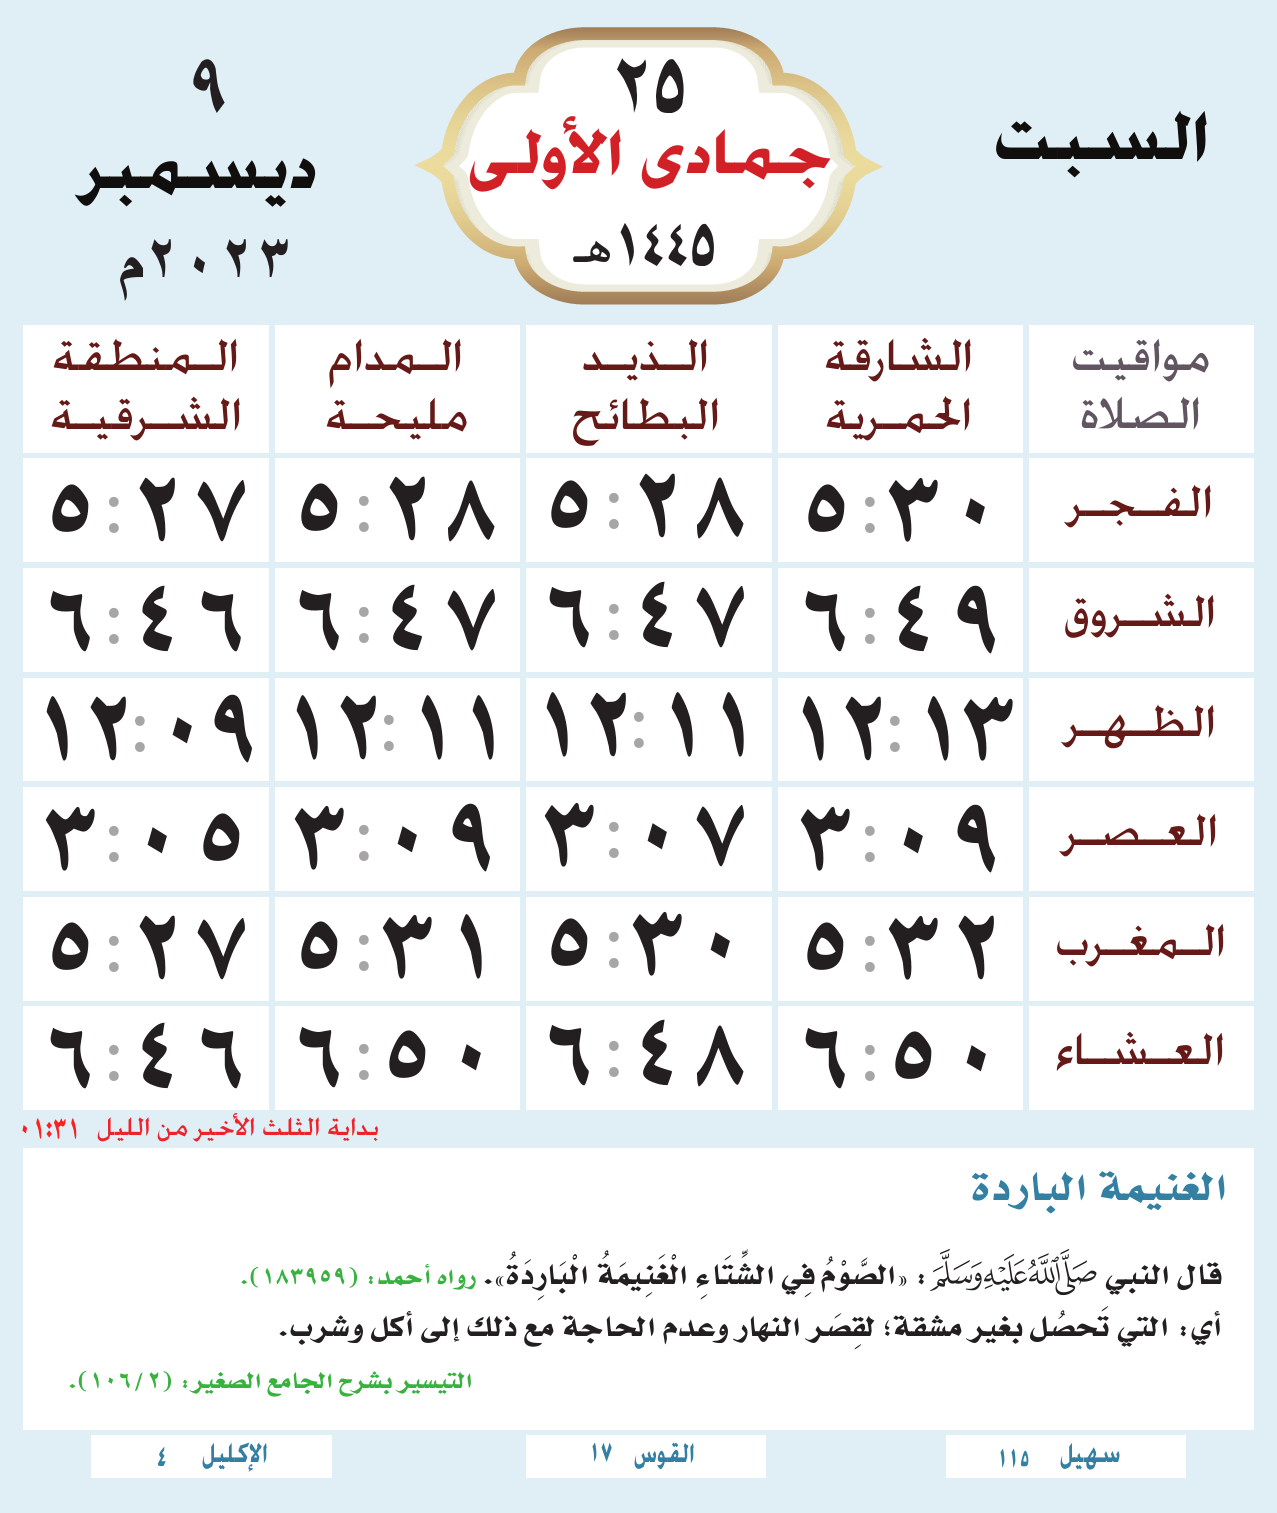 السبت
٢٥
جمادى الأولى
١٤٤٥هـ
٩
ديسمبر
٢٠٢٣م
مواقيت الصلاة
الشارقة الحمرية
الذيد البطائح
المدام مليحة
المنطقة الشرقية
الفجر ٥:٣٠ ٥:٢٨ ٥:٢٨ ٥:٢٧
الشروق ٦:٤٩ ٦:٤٧ ٦:٤٧ ٦:٤٦
الظهر ١٢:١٣ ١٢:١١ ١٢:١١ ١٢:٠٩
العصر ٣:٠٩ ٣:٠٧ ٣:٠٩ ٣:٠٥
المغرب ٥:٣٢ ٥:٣٠ ٥:٣١ ٥:٢٧
العشاء ٦:٥٠ ٦:٤٨ ٦:٥٠ ٦:٤٦
بداية الثلث الأخير من الليل ٠١:٣١
الغنيمة الباردة
قال النبي صَلَّى اللَّهُ عَلَيْهِ وَسَلَّمَ: «الصَّوْمُ فِي الشِّتَاءِ الْغَنِيمَةُ الْبَارِدَةُ». رواه أحمد: (١٨٣٩٥٩).
أي: التي تَحصُل بغير مشقة؛ لقِصَر النهار وعدم الحاجة مع ذلك إلى أكل وشرب.
التيسير بشرح الجامع الصغير: (٢/١٠٦).
سهيل ١١٥
القوس ١٧
الإكليل ٤